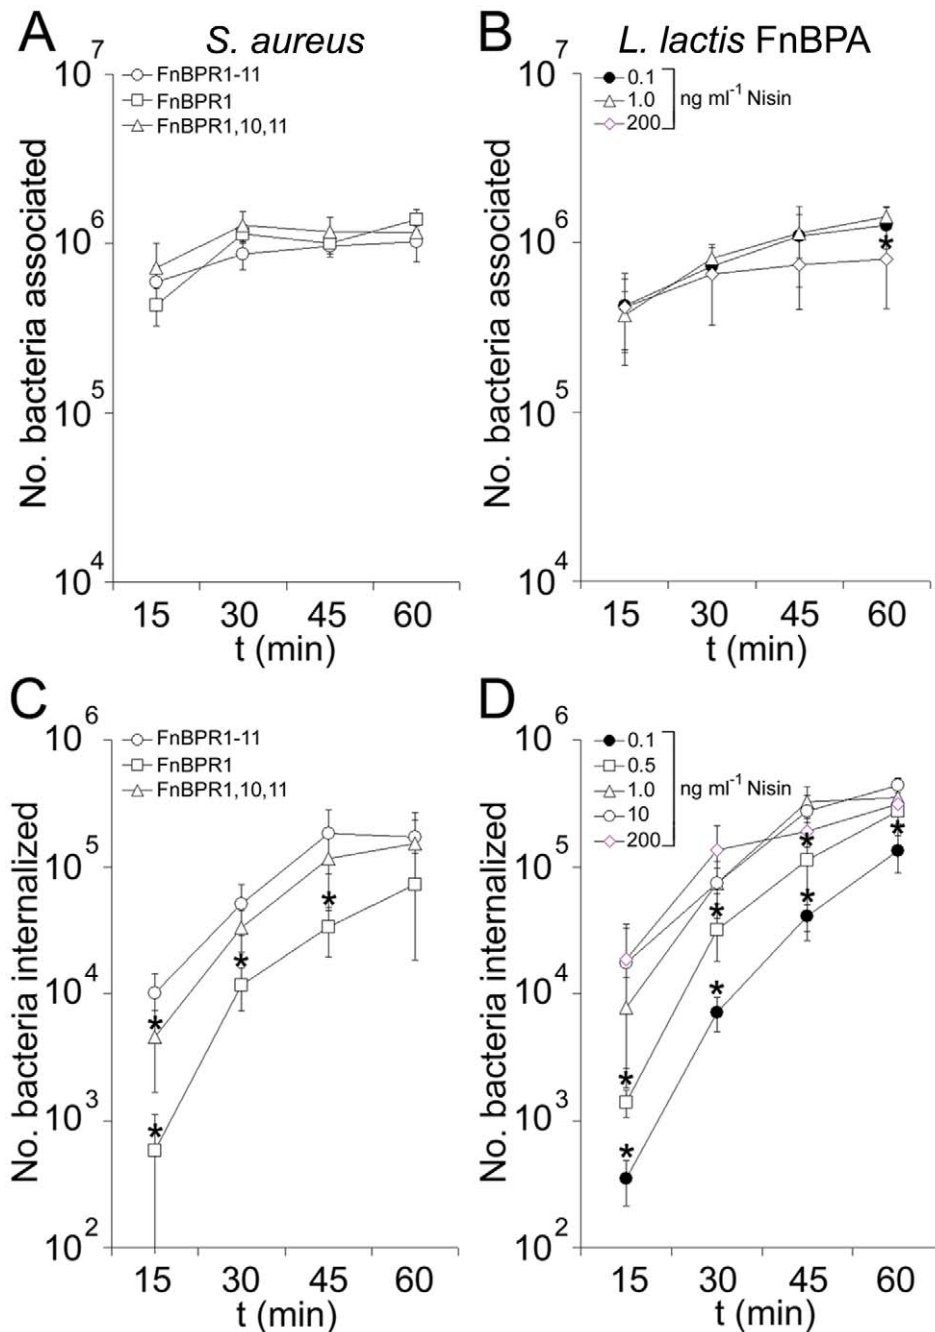 A
S. aureus
10^7
FnBPR1-11
FnBPR1
FnBPR1,10,11
10^6
10^5
10^4
No. bacteria associated
15 30 45 60
t (min)
B
L. lactis FnBPA
10^7
0.1
1.0
200
ng ml^-1 Nisin
10^6
*
10^5
10^4
No. bacteria associated
15 30 45 60
t (min)
C
10^6
FnBPR1-11
FnBPR1
FnBPR1,10,11
10^5
*
*
10^4
*
10^3
*
10^2
No. bacteria internalized
15 30 45 60
t (min)
D
10^6
0.1
0.5
1.0
10
200
ng ml^-1 Nisin
10^5
*
*
*
*
10^4
*
10^3
*
*
10^2
No. bacteria internalized
15 30 45 60
t (min)